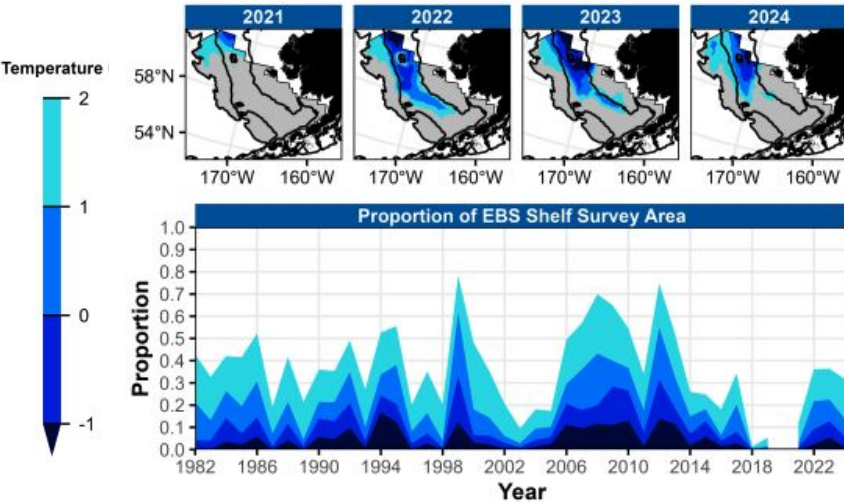 2021 2022 2023 2024
Temperature
58°N
54°N
170°W 160°W 170°W 160°W 170°W 160°W 170°W 160°W
2
1
0
-1
Proportion of EBS Shelf Survey Area
Proportion
1.0
0.9
0.8
0.7
0.6
0.5
0.4
0.3
0.2
0.1
0.0
1982 1986 1990 1994 1998 2002 2006 2010 2014 2018 2022
Year